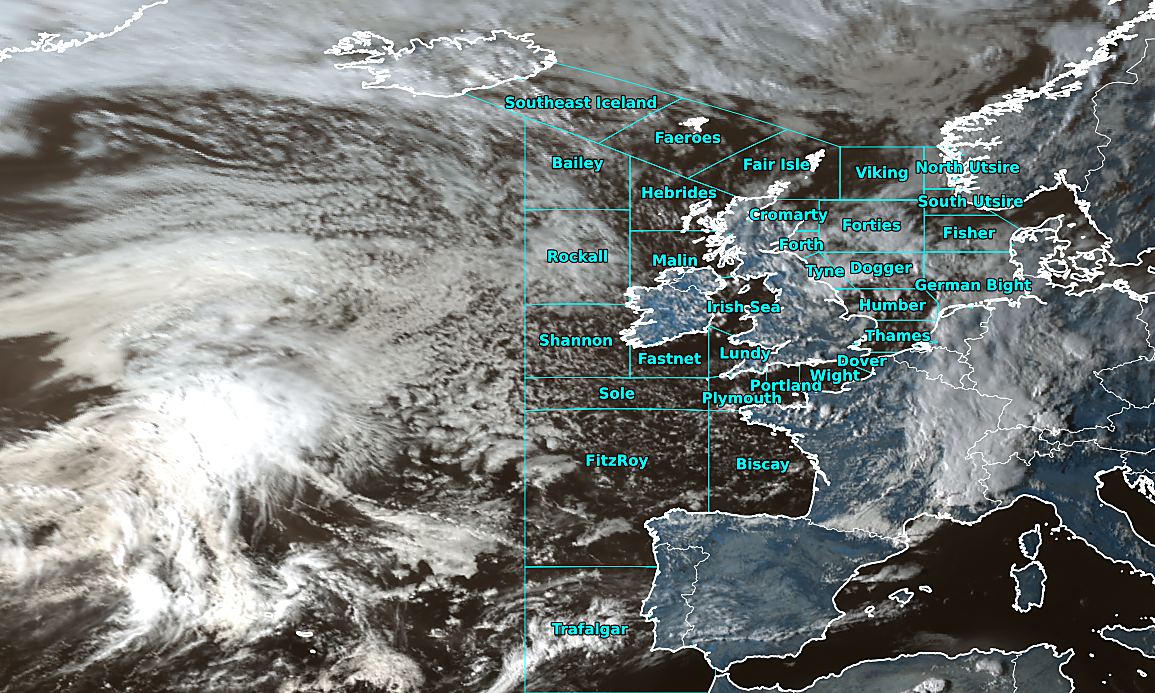 Southeast Iceland
Faeroes
Bailey
Fair Isle
Viking
North Utsire
Hebrides
South Utsire
Cromarty
Forties
Fisher
Forth
Rockall
Malin
Tyne
Dogger
German Bight
Irish Sea
Humber
Thames
Shannon
Fastnet
Lundy
Dover
Wight
Portland
Plymouth
Sole
FitzRoy
Biscay
Trafalgar